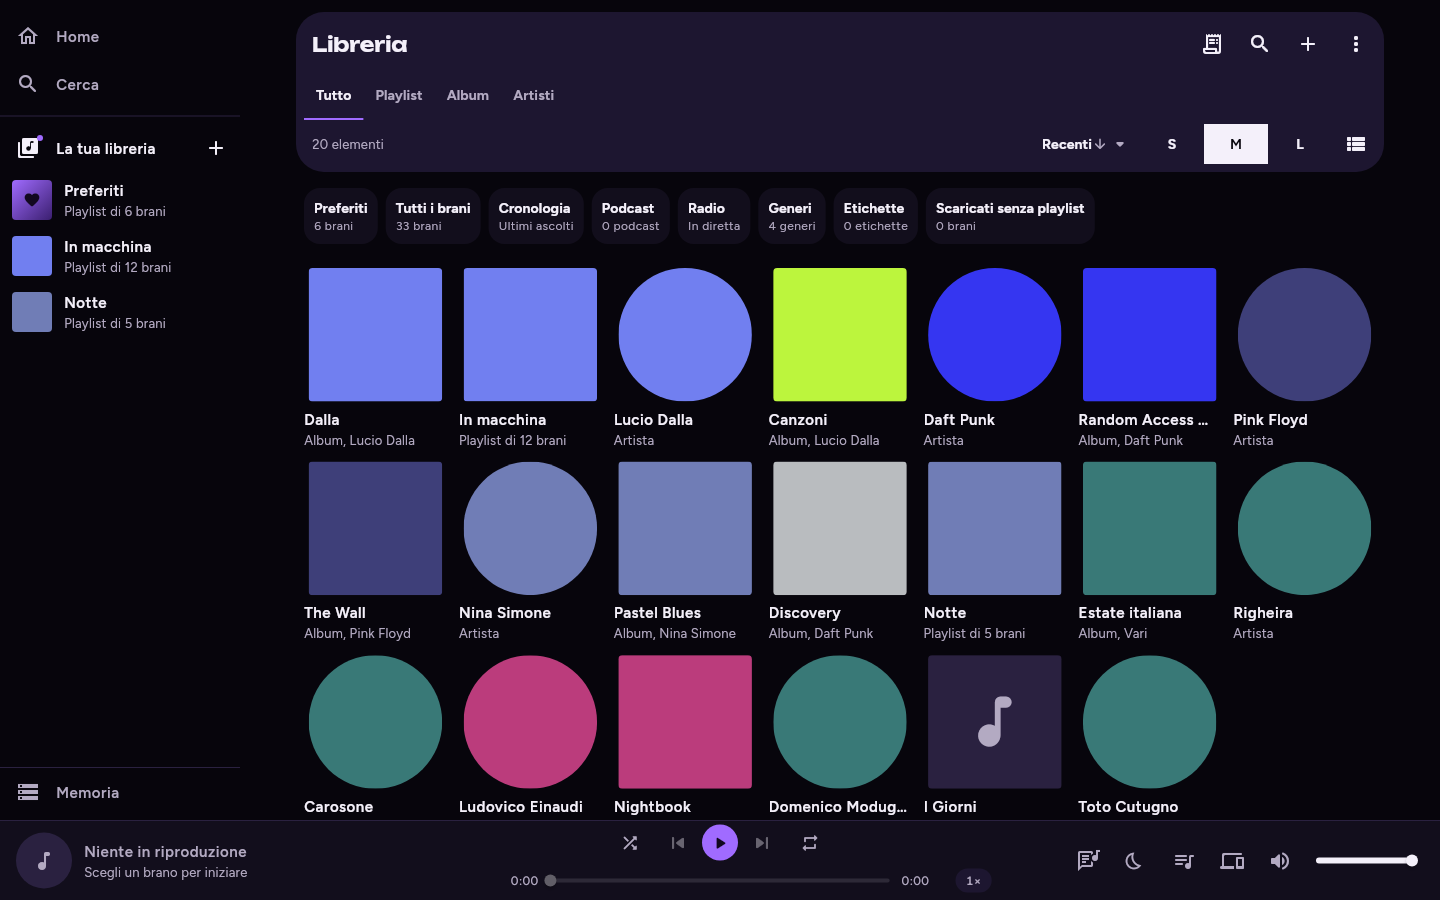 Home
Cerca
La tua libreria
Preferiti
Playlist di 6 brani
In macchina
Playlist di 12 brani
Notte
Playlist di 5 brani
Memoria
Libreria
Tutto Playlist Album Artisti
20 elementi
Recenti S M L
Preferiti Tutti i brani Cronologia Podcast Radio Generi Etichette Scaricati senza playlist
6 brani 33 brani Ultimi ascolti 0 podcast In diretta 4 generi 0 etichette 0 brani
Dalla In macchina Lucio Dalla Canzoni Daft Punk Random Access ... Pink Floyd
Album, Lucio Dalla Playlist di 12 brani Artista Album, Lucio Dalla Artista Album, Daft Punk Artista
The Wall Nina Simone Pastel Blues Discovery Notte Estate italiana Righeira
Album, Pink Floyd Artista Album, Nina Simone Album, Daft Punk Playlist di 5 brani Album, Vari Artista
Carosone Ludovico Einaudi Nightbook Domenico Modug... I Giorni Toto Cutugno
Niente in riproduzione
Scegli un brano per iniziare
0:00 0:00 1×